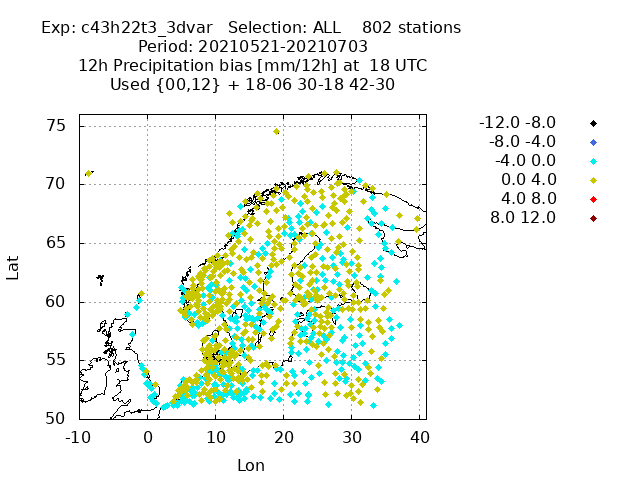 Exp: c43h22t3_3dvar   Selection: ALL    802 stations
Period: 20210521-20210703
12h Precipitation bias [mm/12h] at  18 UTC
Used {00,12} + 18-06 30-18 42-30
-12.0 -8.0
-8.0 -4.0
-4.0 0.0
0.0 4.0
4.0 8.0
8.0 12.0
75
70
65
60
55
50
Lat
-10 0 10 20 30 40
Lon